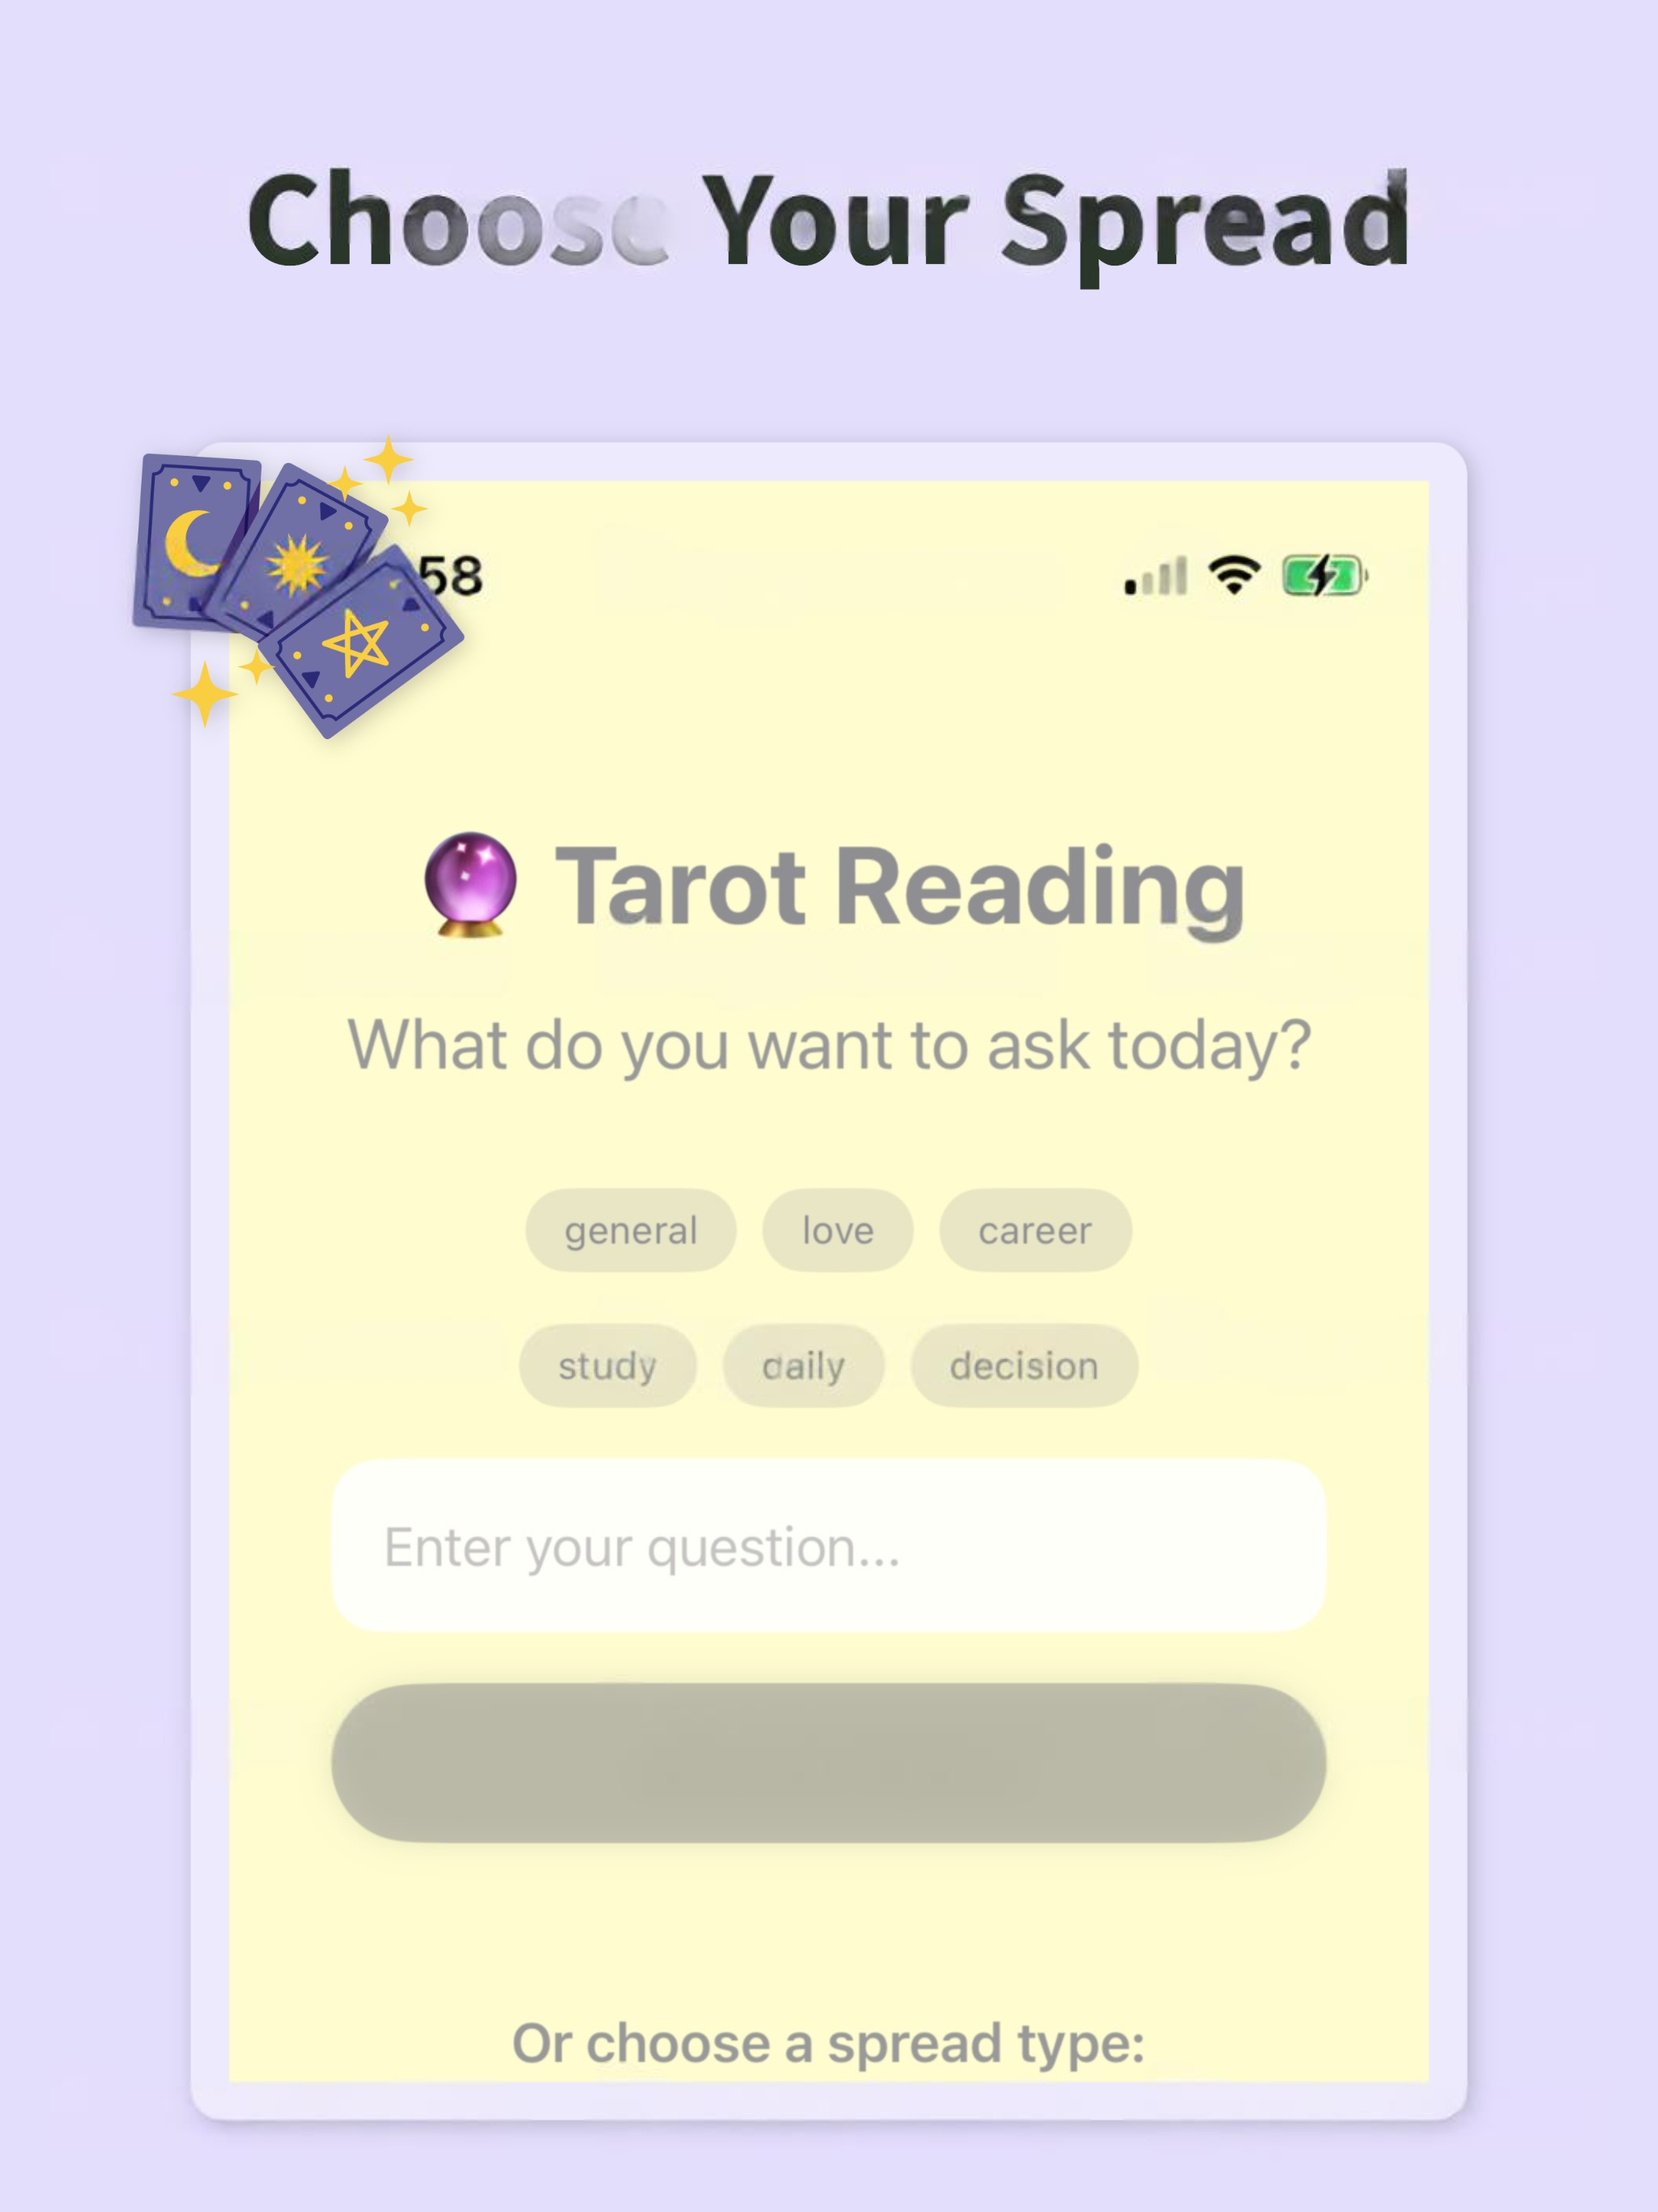 Choose Your Spread
58
Tarot Reading
What do you want to ask today?
general love career
study daily decision
Enter your question...
Or choose a spread type: